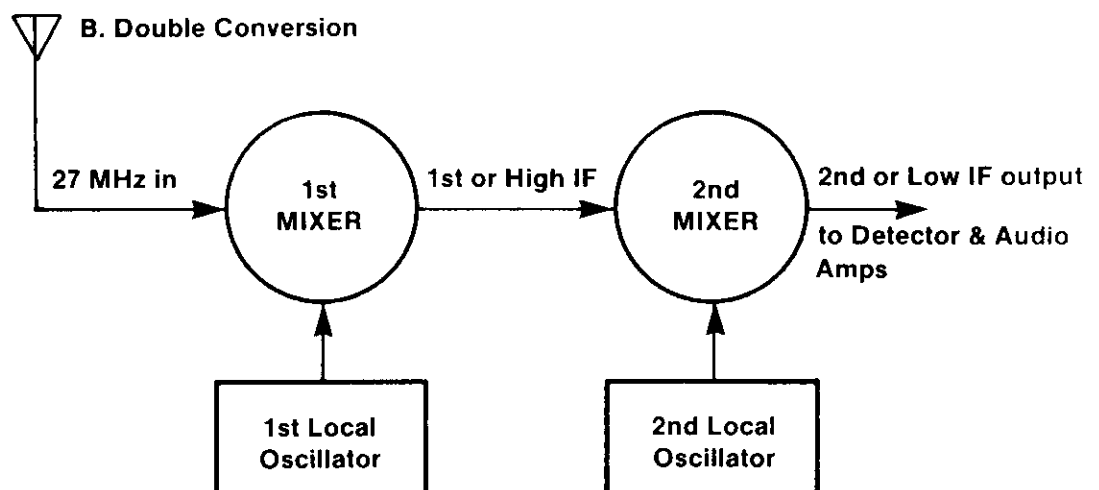 B. Double Conversion
27 MHz in
1st
MIXER
1st or High IF
2nd
MIXER
2nd or Low IF output
to Detector & Audio
Amps
1st Local
Oscillator
2nd Local
Oscillator